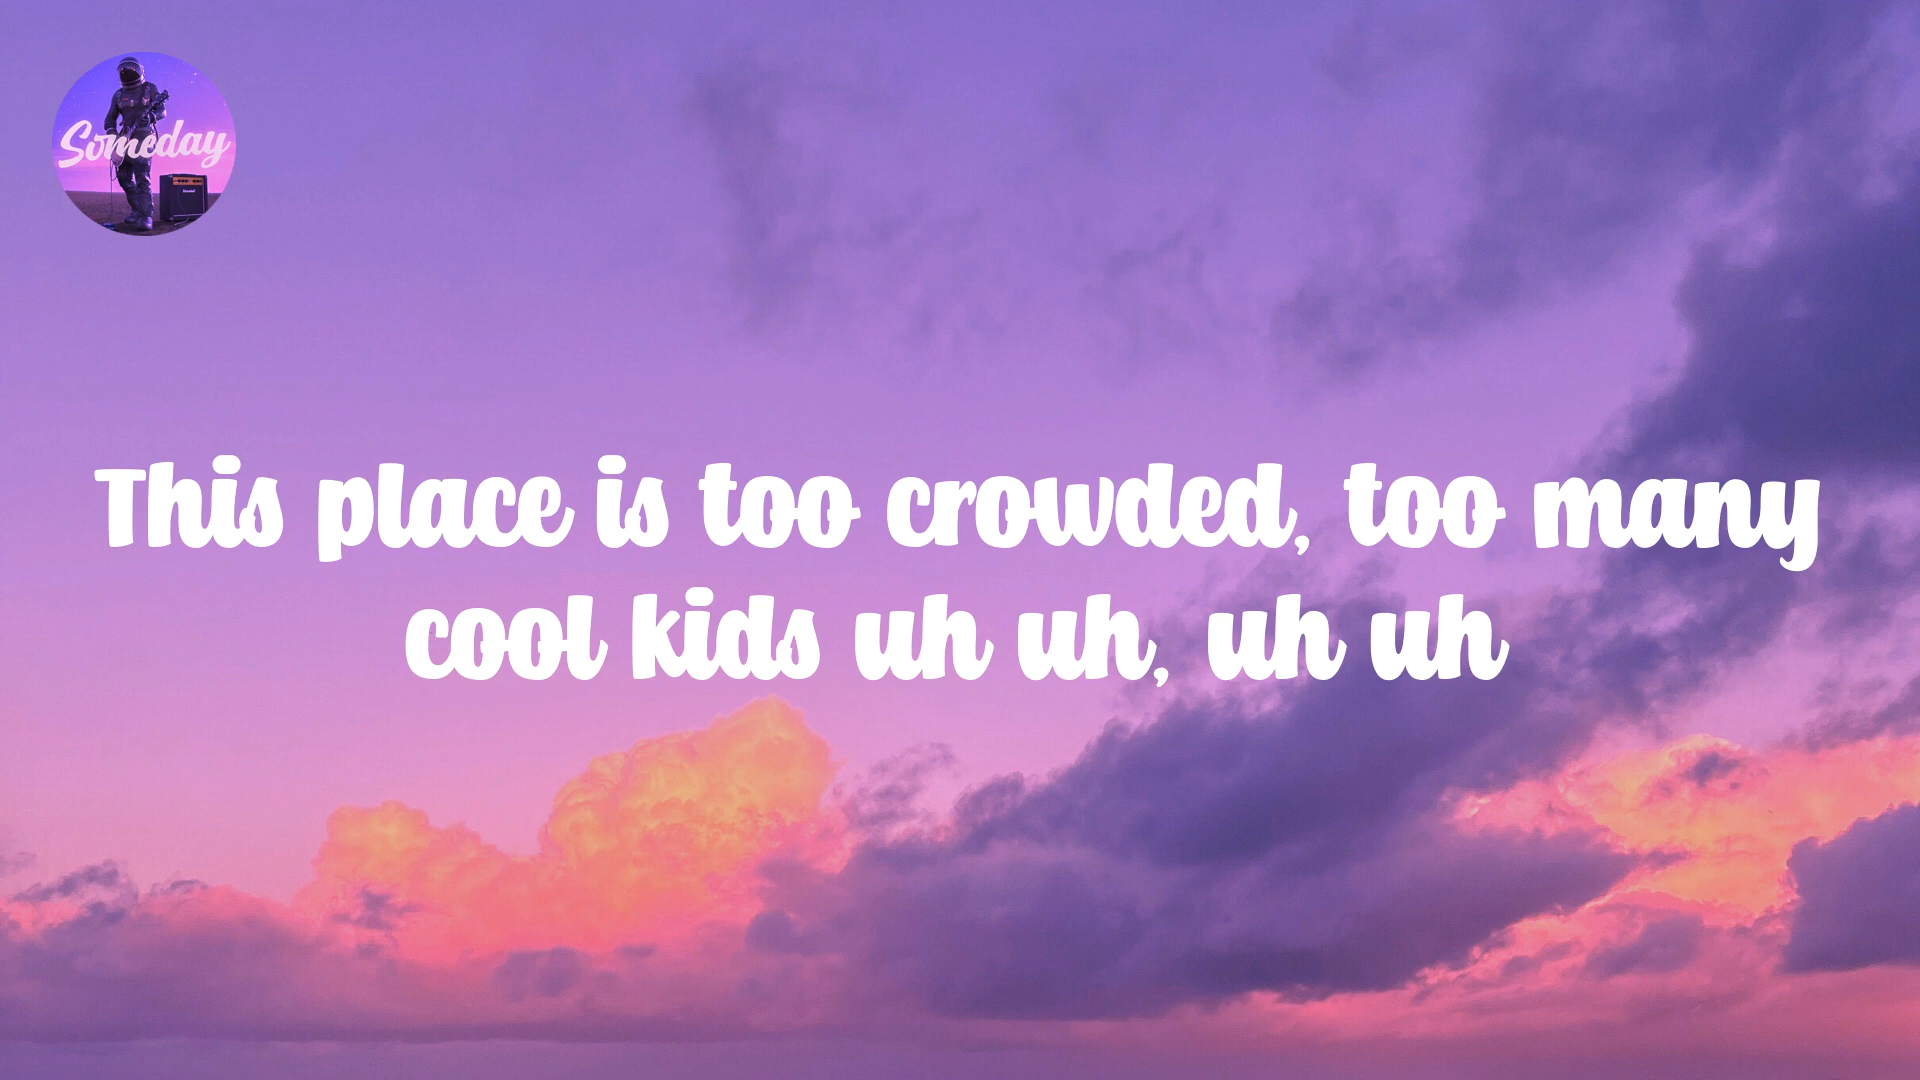 Someday
This place is too crowded, too many
cool kids uh uh, uh uh